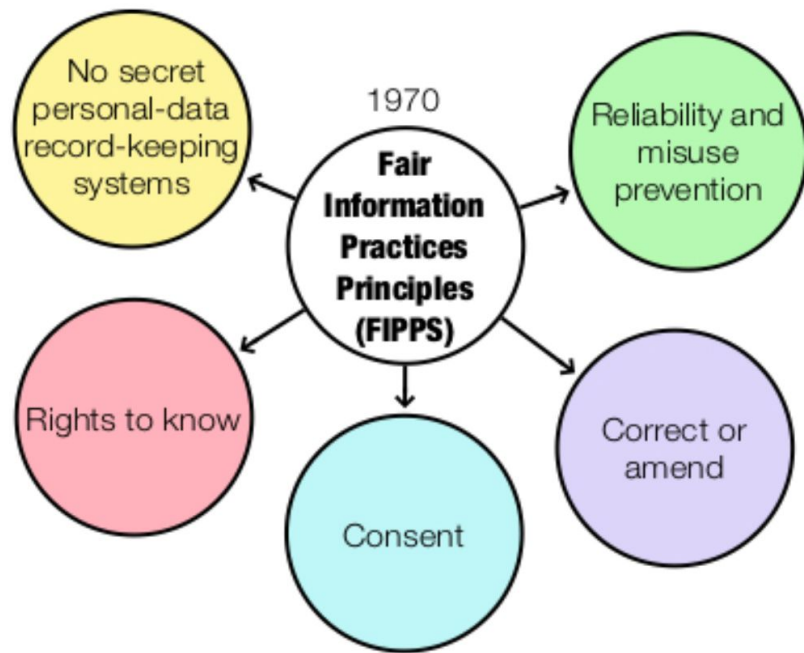 No secret
personal-data
record-keeping
systems
1970
Fair
Information
Practices
Principles
(FIPPS)
Reliability and
misuse
prevention
Rights to know
Consent
Correct or
amend